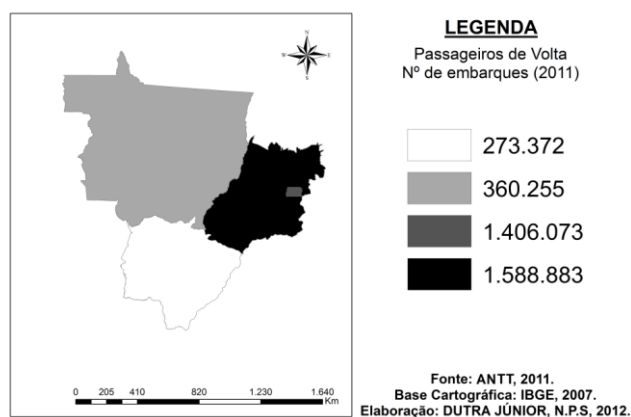 N
W
E
S
0 205 410 820 1.230 1.640
Km
LEGENDA
Passageiros de Volta
Nº de embarques (2011)
273.372
360.255
1.406.073
1.588.883
Fonte: ANTT, 2011.
Base Cartográfica: IBGE, 2007.
Elaboração: DUTRA JÚNIOR, N.P.S, 2012.